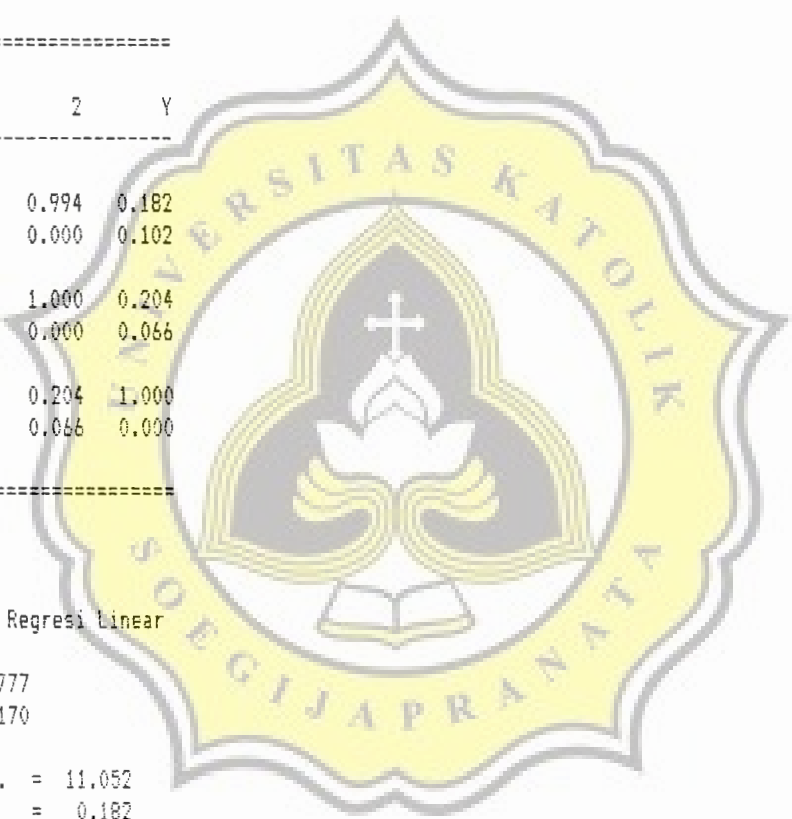 ================
2 Y
----------------
0.994 0.182
0.000 0.102
1.000 0.204
0.000 0.066
0.204 1.000
0.066 0.000
================
Regresi Linear
777
170
. = 11.052
= 0.182
UNIVERSITAS KATOLIK
SOEGIJAPRANATA